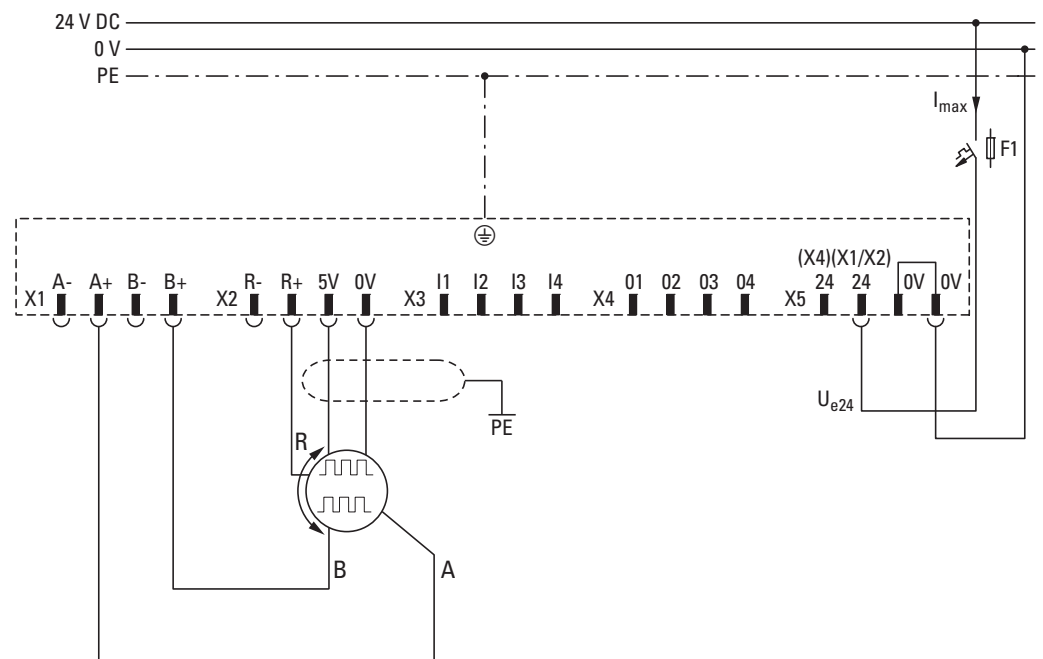 24 V DC
0 V
PE
Imax
F1
(X4)(X1/X2)
X1 A- A+ B- B+ X2 R- R+ 5V 0V X3 I1 I2 I3 I4 X4 01 02 03 04 X5 24 24 0V 0V
Ue24
PE
R
B
A